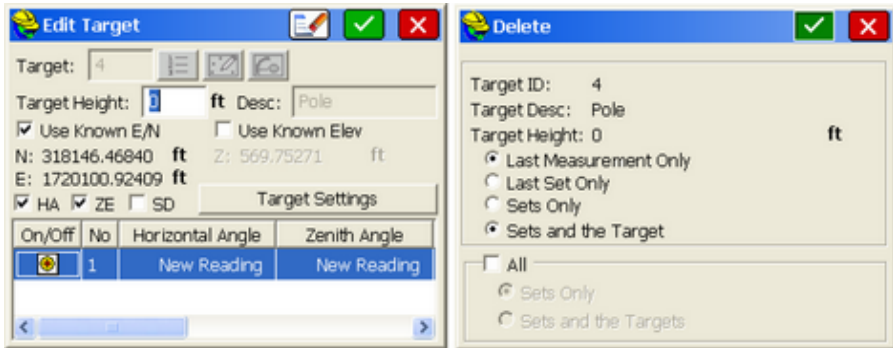 Edit Target
Target: 4
Target Height: 0 ft Desc: Pole
Use Known E/N Use Known Elev
N: 318146.46840 ft Z: 569.75271 ft
E: 1720100.92409 ft
HA ZE SD Target Settings
On/Off No Horizontal Angle Zenith Angle
1 New Reading New Reading
Delete
Target ID: 4
Target Desc: Pole
Target Height: 0 ft
Last Measurement Only
Last Set Only
Sets Only
Sets and the Target
All
Sets Only
Sets and the Targets